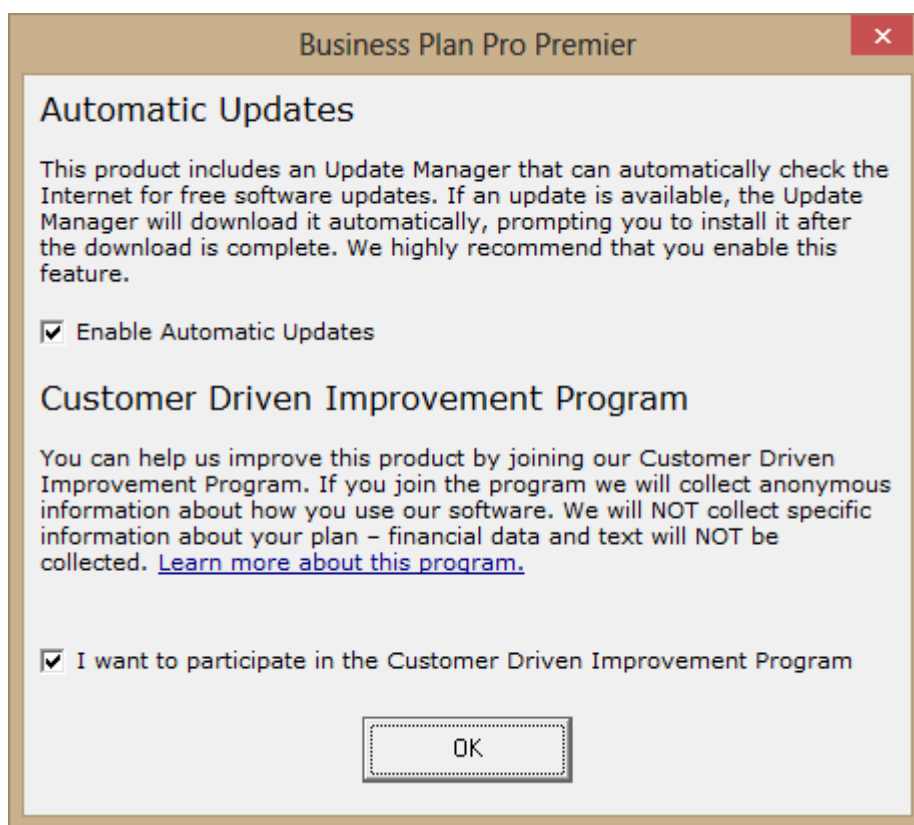 Business Plan Pro Premier
Automatic Updates
This product includes an Update Manager that can automatically check the
Internet for free software updates. If an update is available, the Update
Manager will download it automatically, prompting you to install it after
the download is complete. We highly recommend that you enable this
feature.
Enable Automatic Updates
Customer Driven Improvement Program
You can help us improve this product by joining our Customer Driven
Improvement Program. If you join the program we will collect anonymous
information about how you use our software. We will NOT collect specific
information about your plan – financial data and text will NOT be
collected. Learn more about this program.
I want to participate in the Customer Driven Improvement Program
OK